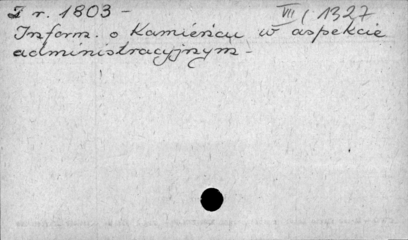 Z r. 1803 - VII/1327
Inform. o Kamieńcu w aspekcie
administracyjnym -